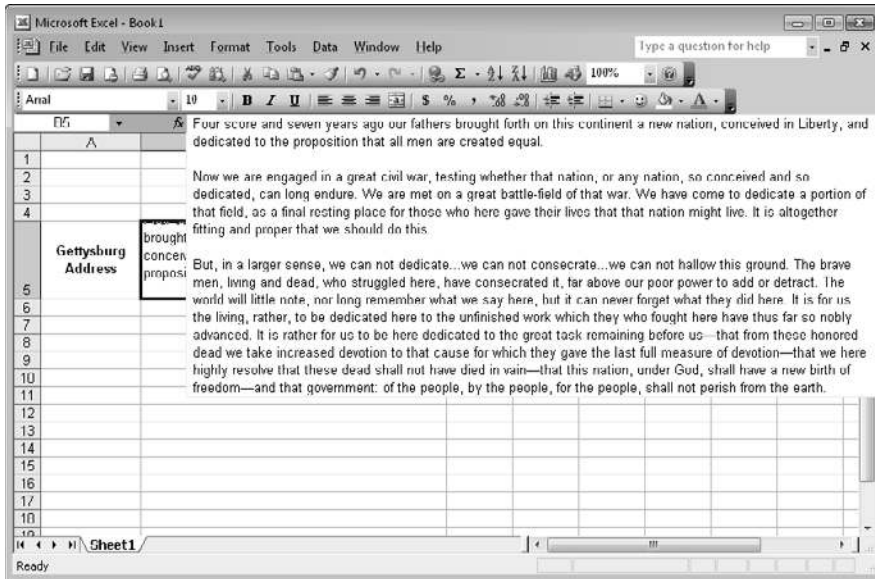 Microsoft Excel - Book1
File Edit View Insert Format Tools Data Window Help Type a question for help
100%
Arial 10 B I U $ % ,
B5 fx Four score and seven years ago our fathers brought forth on this continent a new nation, conceived in Liberty, and
dedicated to the proposition that all men are created equal.
Now we are engaged in a great civil war, testing whether that nation, or any nation, so conceived and so
dedicated, can long endure. We are met on a great battle-field of that war. We have come to dedicate a portion of
that field, as a final resting place for those who here gave their lives that that nation might live. It is altogether
fitting and proper that we should do this.
But, in a larger sense, we can not dedicate...we can not consecrate...we can not hallow this ground. The brave
men, living and dead, who struggled here, have consecrated it, far above our poor power to add or detract. The
world will little note, nor long remember what we say here, but it can never forget what they did here. It is for us
the living, rather, to be dedicated here to the unfinished work which they who fought here have thus far so nobly
advanced. It is rather for us to be here dedicated to the great task remaining before us—that from these honored
dead we take increased devotion to that cause for which they gave the last full measure of devotion—that we here
highly resolve that these dead shall not have died in vain—that this nation, under God, shall have a new birth of
freedom—and that government: of the people, by the people, for the people, shall not perish from the earth.
A
1
2
3
4
5
Gettysburg
Address
brought
conceiv
proposi
6
7
8
9
10
11
12
13
14
15
16
17
18
19
Sheet1
Ready